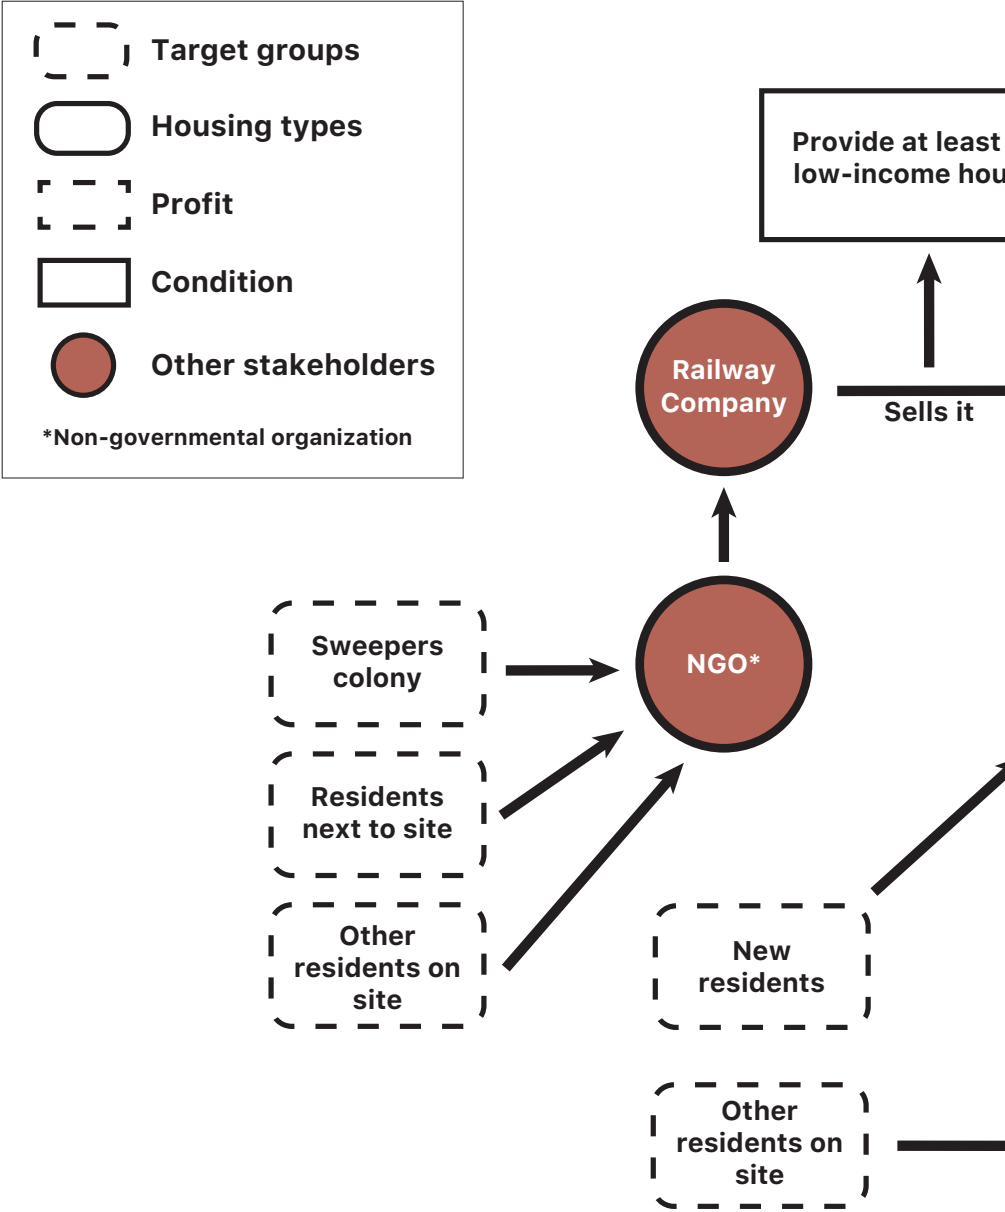 Target groups
Housing types
Profit
Condition
Other stakeholders
*Non-governmental organization
Provide at least
low-income
Railway
Company
Sells it
NGO*
Sweepers
colony
Residents
next to site
Other
residents on
site
New
residents
Other
residents on
site